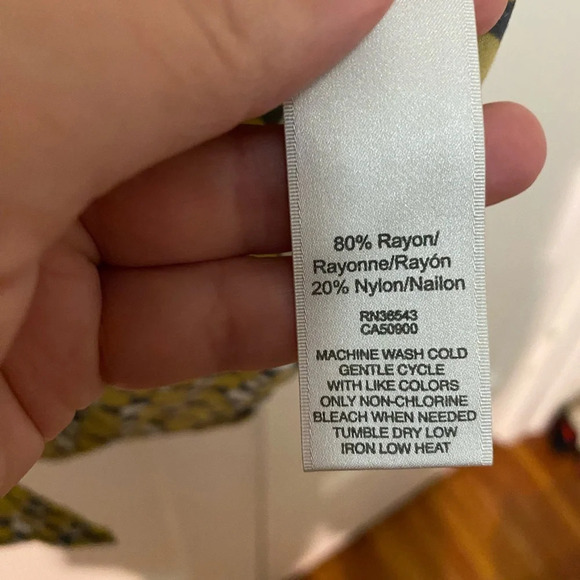 80% Rayon/
Rayonne/Rayón
20% Nylon/Nailon
RN36543
CA50900
MACHINE WASH COLD
GENTLE CYCLE
WITH LIKE COLORS
ONLY NON-CHLORINE
BLEACH WHEN NEEDED
TUMBLE DRY LOW
IRON LOW HEAT